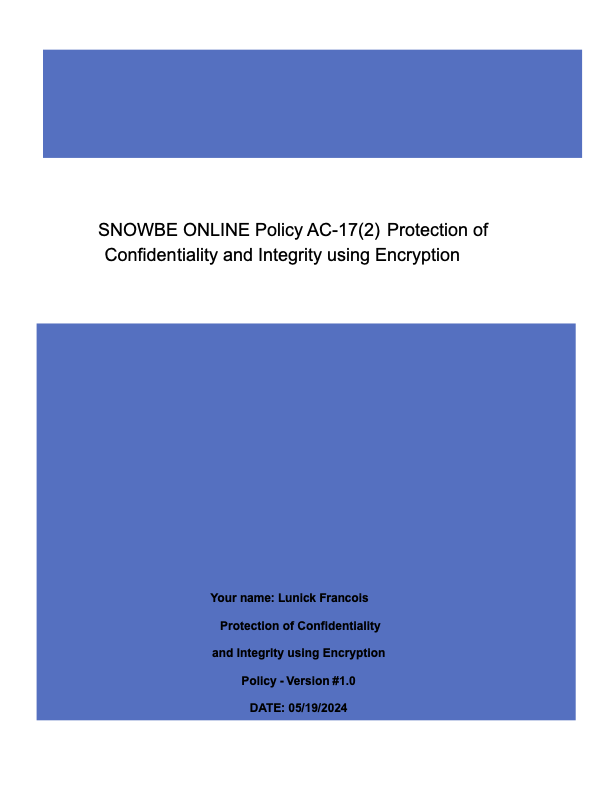 SNOWBE ONLINE Policy AC-17(2) Protection of
Confidentiality and Integrity using Encryption
Your name: Lunick Francois
Protection of Confidentiality
and Integrity using Encryption
Policy - Version #1.0
DATE: 05/19/2024